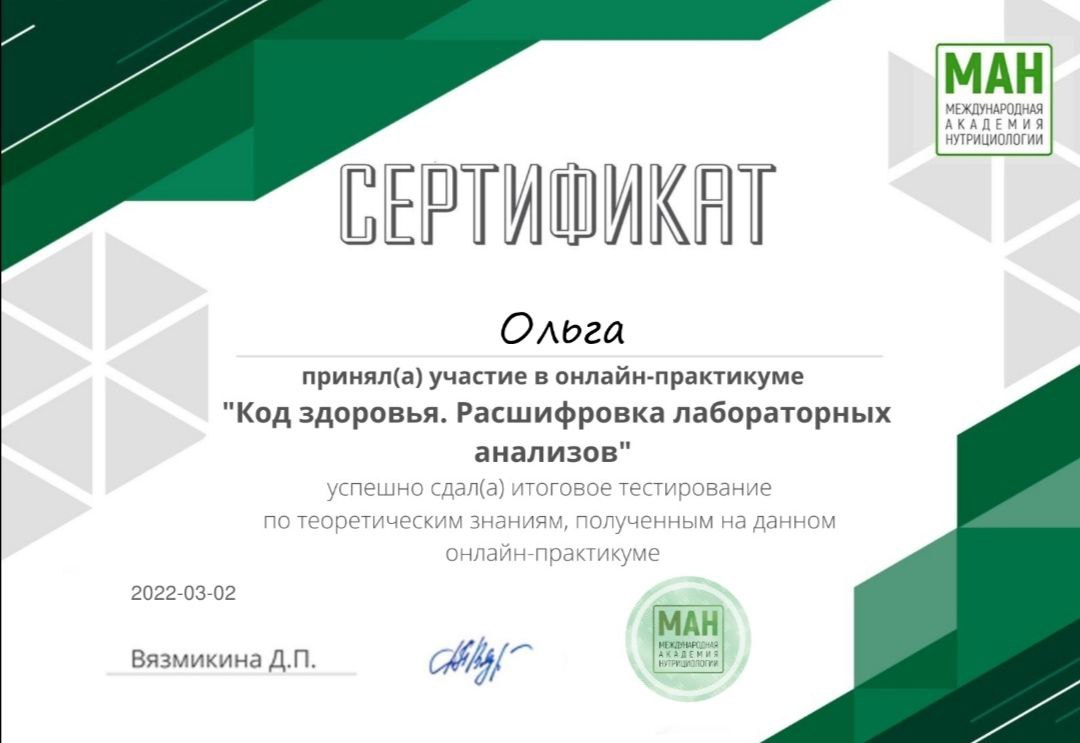 МАН
МЕЖДУНАРОДНАЯ
АКАДЕМИЯ
НУТРИЦИОЛОГИИ
СЕРТИФИКАТ
Ольга
принял(а) участие в онлайн-практикуме
"Код здоровья. Расшифровка лабораторных
анализов"
успешно сдал(а) итоговое тестирование
по теоретическим знаниям, полученным на данном
онлайн-практикуме
2022-03-02
Вязмикина Д.П.
МАН
МЕЖДУНАРОДНАЯ
АКАДЕМИЯ
НУТРИЦИОЛОГИИ